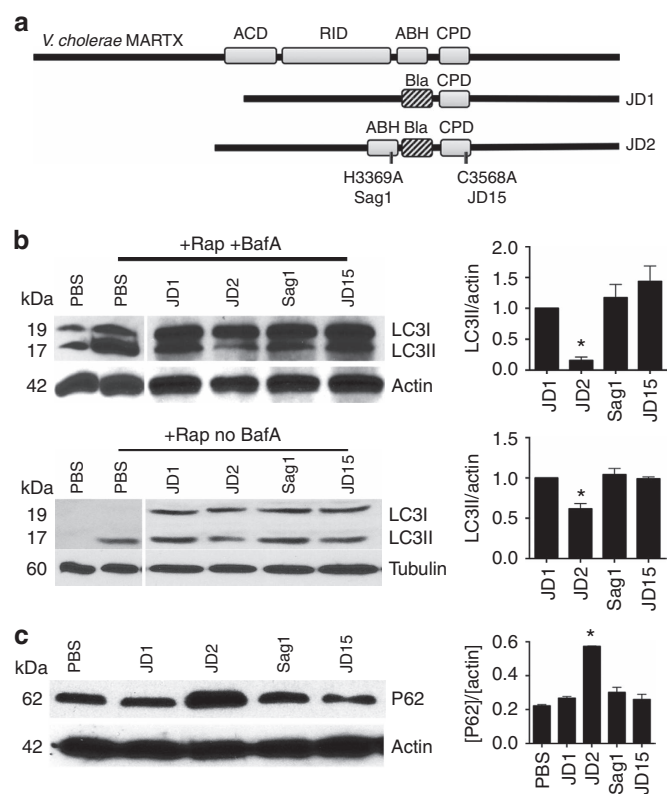 a
V. cholerae MARTX
ACD RID ABH CPD
Bla CPD
JD1
ABH Bla CPD
JD2
H3369A C3568A
Sag1 JD15
b
+Rap +BafA
kDa PBS PBS JD1 JD2 Sag1 JD15
19 LC3I
17 LC3II
42 Actin
LC3II/actin
2.0
1.5
1.0
0.5
0.0
*
JD1 JD2 Sag1 JD15
+Rap no BafA
kDa PBS PBS JD1 JD2 Sag1 JD15
19 LC3I
17 LC3II
60 Tubulin
LC3II/actin
1.5
1.0
0.5
0.0
*
JD1 JD2 Sag1 JD15
c
kDa PBS JD1 JD2 Sag1 JD15
62 P62
42 Actin
[P62]/[actin]
0.6
0.4
0.2
0.0
*
PBS JD1 JD2 Sag1 JD15